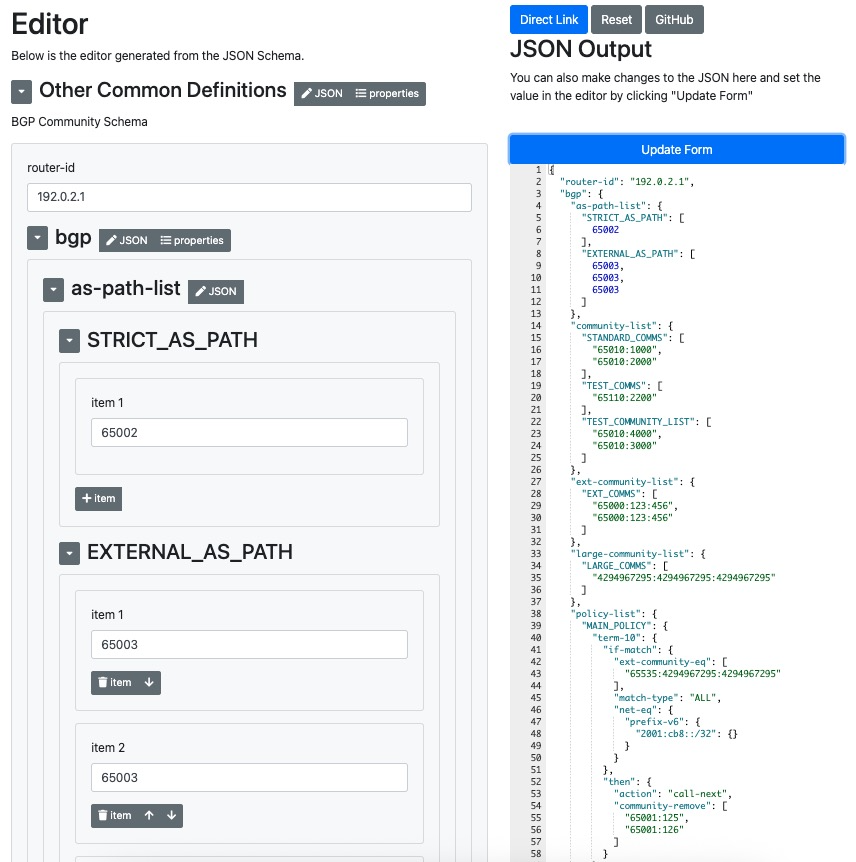 Editor
Below is the editor generated from the JSON Schema.
Other Common Definitions JSON properties
BGP Community Schema
router-id
192.0.2.1
bgp JSON properties
as-path-list JSON
STRICT_AS_PATH
item 1
65002
item
EXTERNAL_AS_PATH
item 1
65003
item
item 2
65003
item
Direct Link Reset GitHub
JSON Output
You can also make changes to the JSON here and set the
value in the editor by clicking "Update Form"
Update Form
1 {
2 "router-id": "192.0.2.1",
3 "bgp": {
4 "as-path-list": {
5 "STRICT_AS_PATH": [
6 65002
7 ],
8 "EXTERNAL_AS_PATH": [
9 65003,
10 65003,
11 65003
12 ]
13 },
14 "community-list": {
15 "STANDARD_COMMS": [
16 "65010:1000",
17 "65010:2000"
18 ],
19 "TEST_COMMS": [
20 "65110:2200"
21 ],
22 "TEST_COMMUNITY_LIST": [
23 "65010:4000",
24 "65010:3000"
25 ]
26 },
27 "ext-community-list": {
28 "EXT_COMMS": [
29 "65000:123:456",
30 "65000:123:456"
31 ]
32 },
33 "large-community-list": {
34 "LARGE_COMMS": [
35 "4294967295:4294967295:4294967295"
36 ]
37 },
38 "policy-list": {
39 "MAIN_POLICY": {
40 "term-10": {
41 "if-match": {
42 "ext-community-eq": [
43 "65535:4294967295:4294967295"
44 ],
45 "match-type": "ALL",
46 "net-eq": {
47 "prefix-v6": {
48 "2001:cb8::/32": {}
49 }
50 }
51 },
52 "then": {
53 "action": "call-next",
54 "community-remove": [
55 "65001:125",
56 "65001:126"
57 ]
58 }